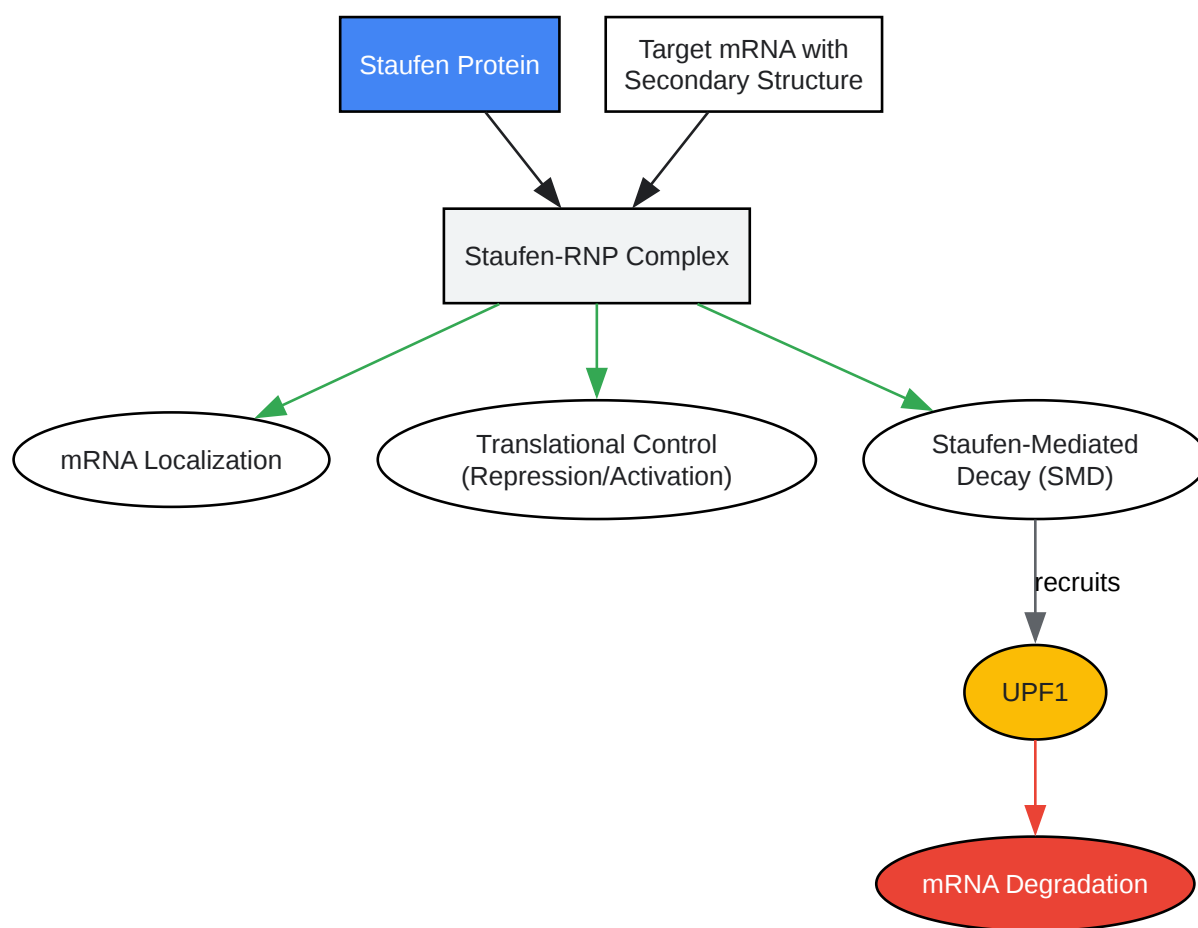 Staufen Protein
Target mRNA with
Secondary Structure
Staufen-RNP Complex
mRNA Localization
Translational Control
(Repression/Activation)
Staufen-Mediated
Decay (SMD)
recruits
UPF1
mRNA Degradation